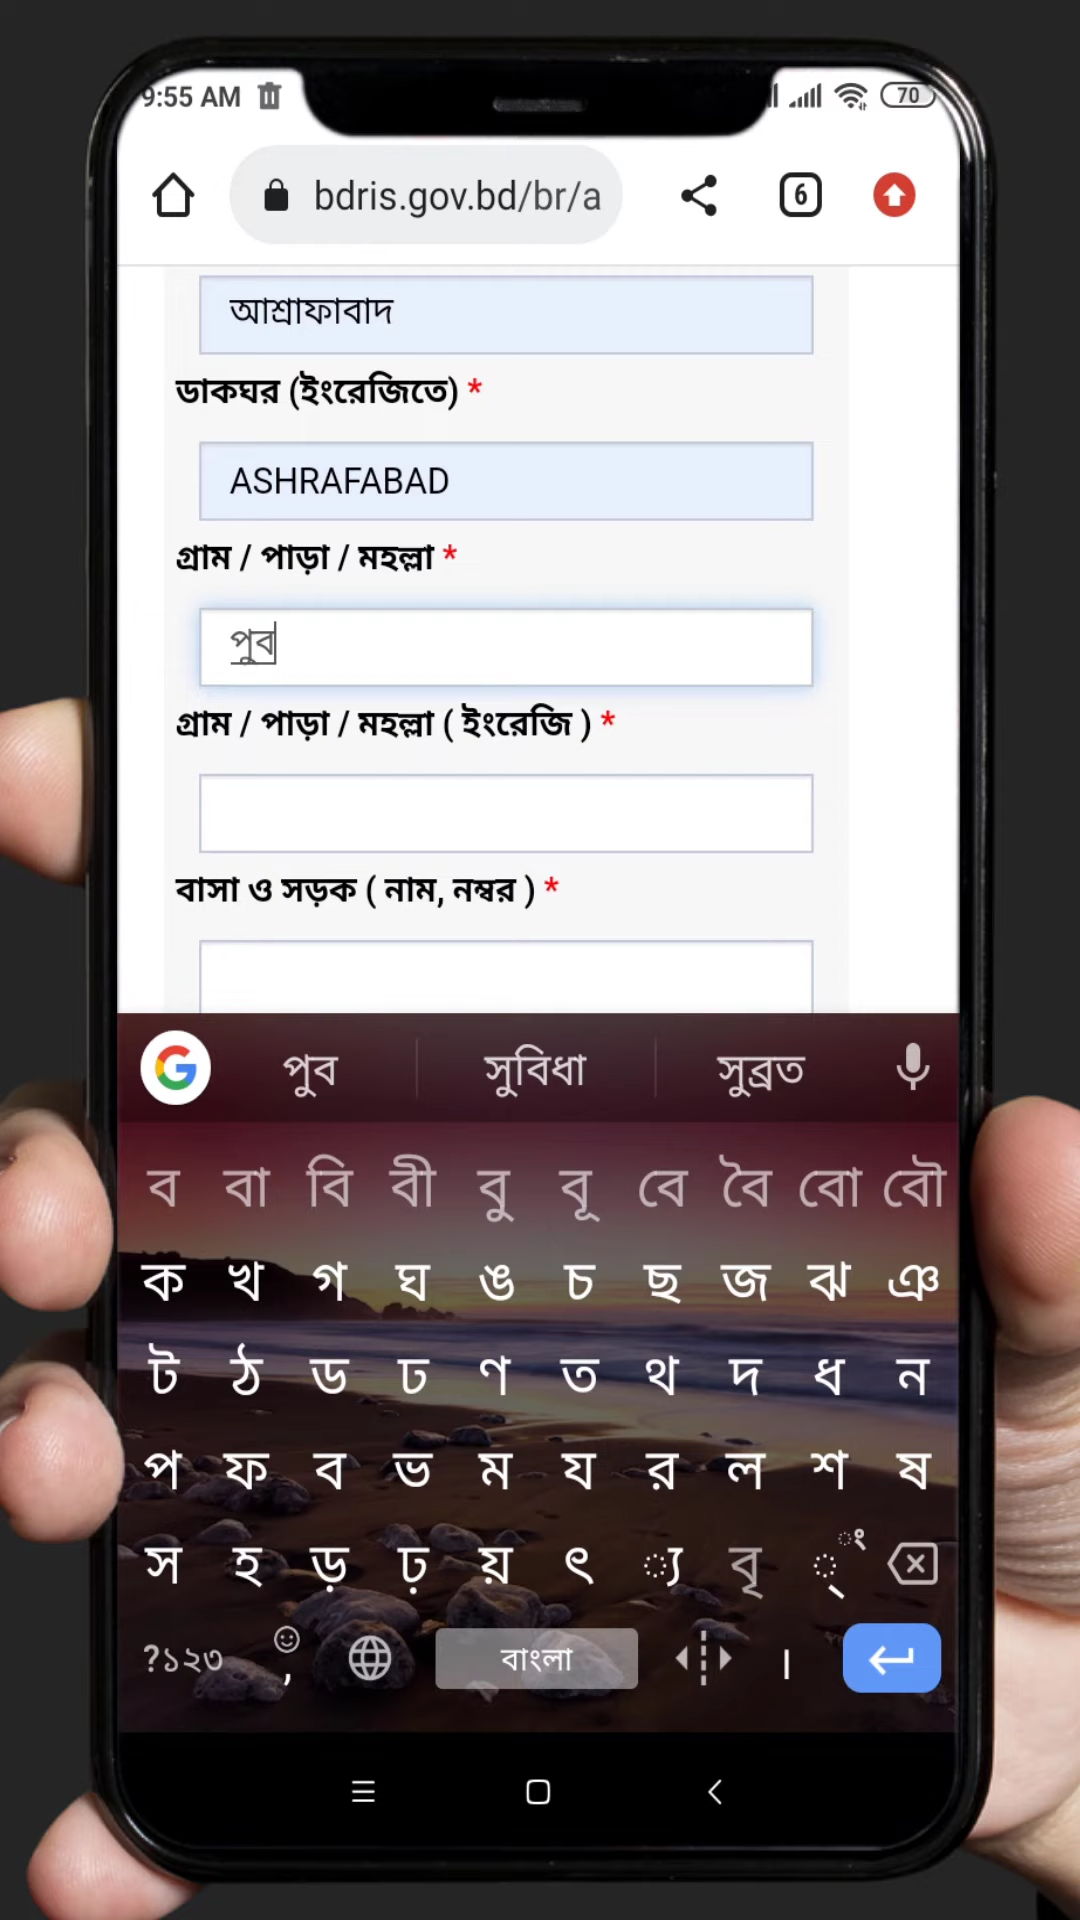 9:55 AM
70
bdris.gov.bd/br/a
6
আশ্রাফাবাদ
ডাকঘর (ইংরেজিতে) *
ASHRAFABAD
গ্রাম / পাড়া / মহল্লা *
পুব
গ্রাম / পাড়া / মহল্লা ( ইংরেজি ) *
বাসা ও সড়ক ( নাম, নম্বর ) *
G পুব সুবিধা সুব্রত
ব বা বি বী বু বূ বে বৈ বো বৌ
ক খ গ ঘ ঙ চ ছ জ ঝ ঞ
ট ঠ ড ঢ ণ ত থ দ ধ ন
প ফ ব ভ ম য র ল শ ষ
স হ ড় ঢ় য় ৎ ্য বৃ ্ ং
?১২৩ , বাংলা ।